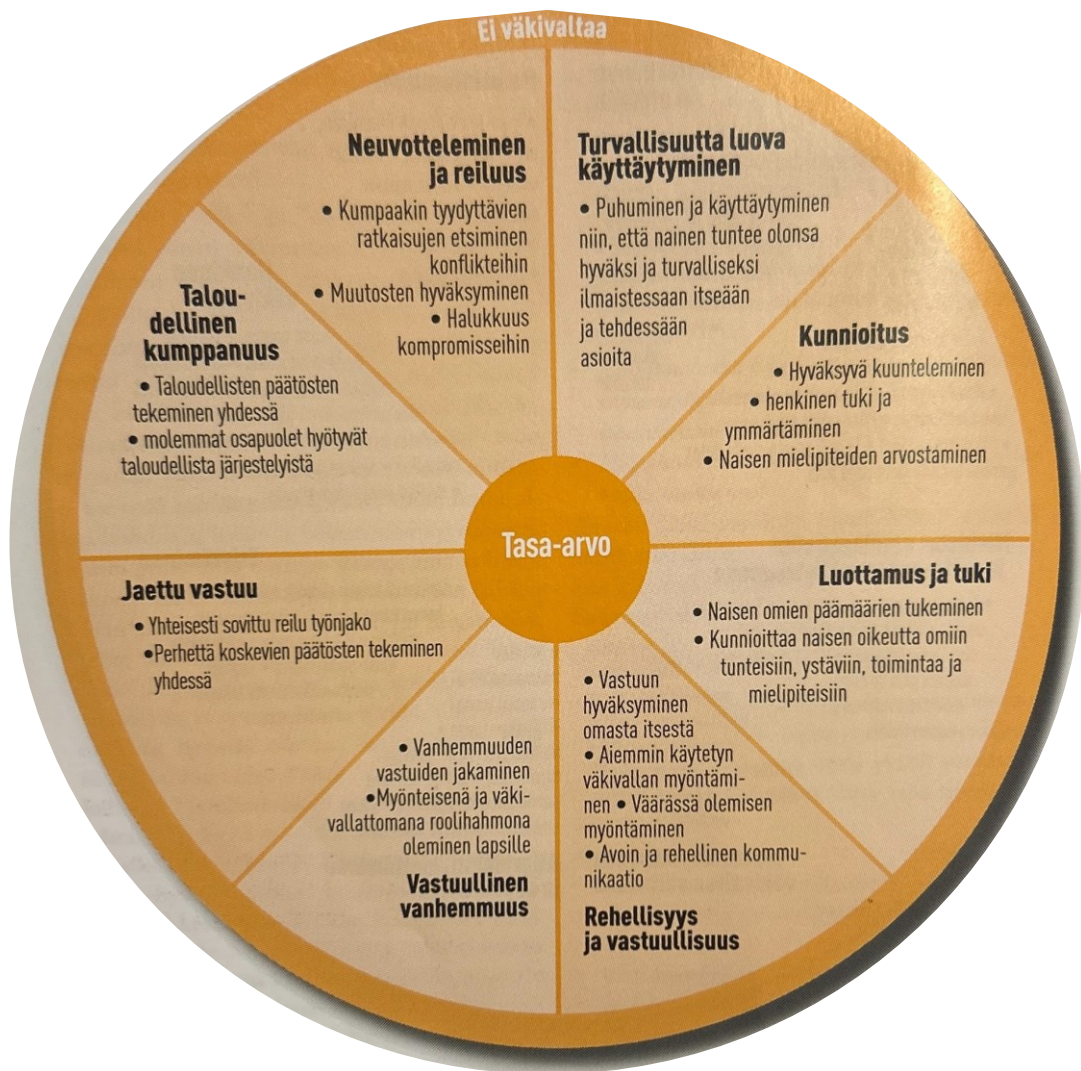 Ei väkivaltaa
Neuvotteleminen
ja reiluus
• Kumpaakin tyydyttävien
ratkaisujen etsiminen
konflikteihin
• Muutosten hyväksyminen
• Halukkuus
kompromisseihin
Turvallisuutta luova
käyttäytyminen
• Puhuminen ja käyttäytyminen
niin, että nainen tuntee olonsa
hyväksi ja turvalliseksi
ilmaistessaan itseään
ja tehdessään
asioita
Kunnioitus
• Hyväksyvä kuunteleminen
• henkinen tuki ja
ymmärtäminen
• Naisen mielipiteiden arvostaminen
Luottamus ja tuki
• Naisen omien päämäärien tukeminen
• Kunnioittaa naisen oikeutta omiin
tunteisiin, ystäviin, toimintaa ja
mielipiteisiin
• Vastuun
hyväksyminen
omasta itsestä
• Aiemmin käytetyn
väkivallan myöntämi-
nen • Väärässä olemisen
myöntäminen
• Avoin ja rehellinen kommu-
nikaatio
Rehellisyys
ja vastuullisuus
• Vanhemmuuden
vastuiden jakaminen
•Myönteisenä ja väki-
vallattomana roolihahmona
oleminen lapsille
Vastuullinen
vanhemmuus
Jaettu vastuu
• Yhteisesti sovittu reilu työnjako
•Perhettä koskevien päätösten tekeminen
yhdessä
Talou-
dellinen
kumppanuus
• Taloudellisten päätösten
tekeminen yhdessä
• molemmat osapuolet hyötyvät
taloudellista järjestelyistä
Tasa-arvo